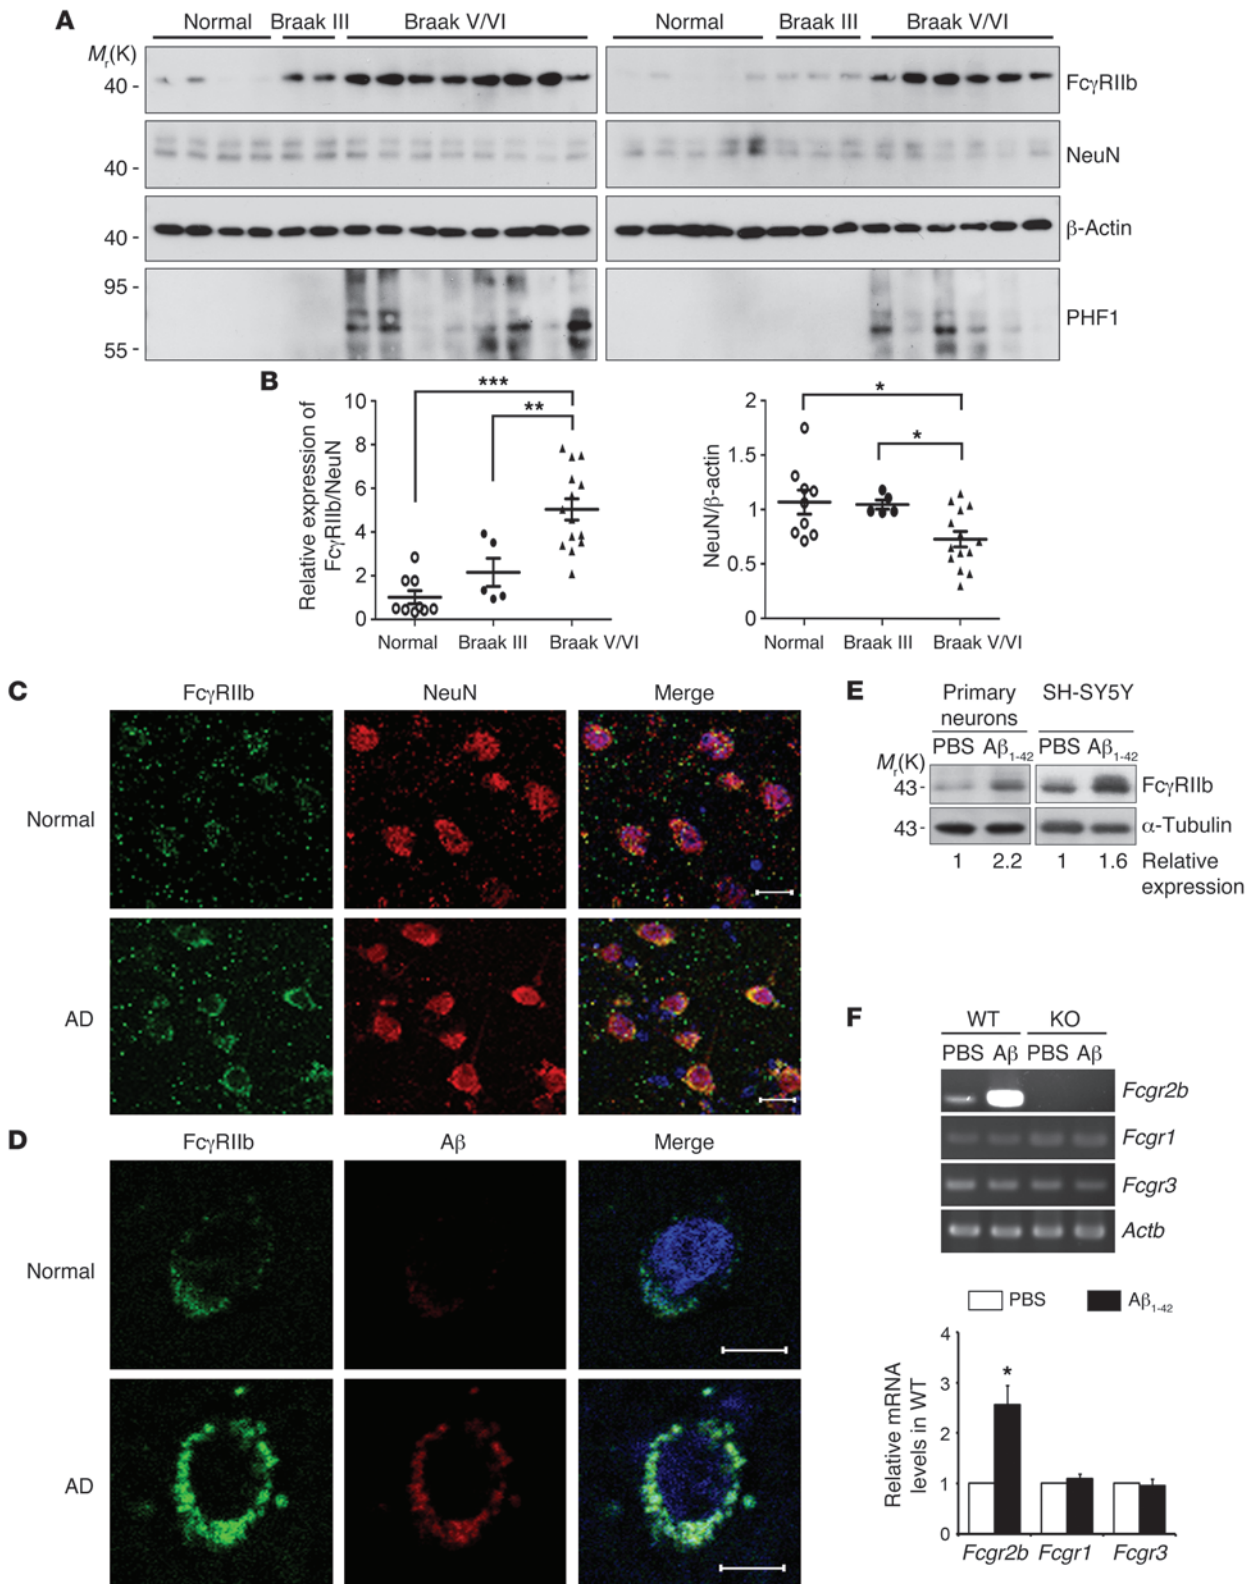 A
Normal Braak III Braak V/VI Normal Braak III Braak V/VI
Mr(K)
40 - FcγRIIb
40 - NeuN
40 - β-Actin
95 -
PHF1
55 -
B
Relative expression of
FcγRIIb/NeuN
10
8
6
4
2
0
*** 
**
Normal Braak III Braak V/VI
NeuN/β-actin
2
1.5
1
0.5
0
*
*
Normal Braak III Braak V/VI
C
FcγRIIb NeuN Merge
Normal
AD
D
FcγRIIb Aβ Merge
Normal
AD
E
Primary
neurons
SH-SY5Y
PBS Aβ1-42 PBS Aβ1-42
Mr(K)
43 - FcγRIIb
43 - α-Tubulin
1 2.2 1 1.6 Relative
expression
F
WT KO
PBS Aβ PBS Aβ
Fcgr2b
Fcgr1
Fcgr3
Actb
PBS Aβ1-42
Relative mRNA
levels in WT
4
3
2
1
0
*
Fcgr2b Fcgr1 Fcgr3